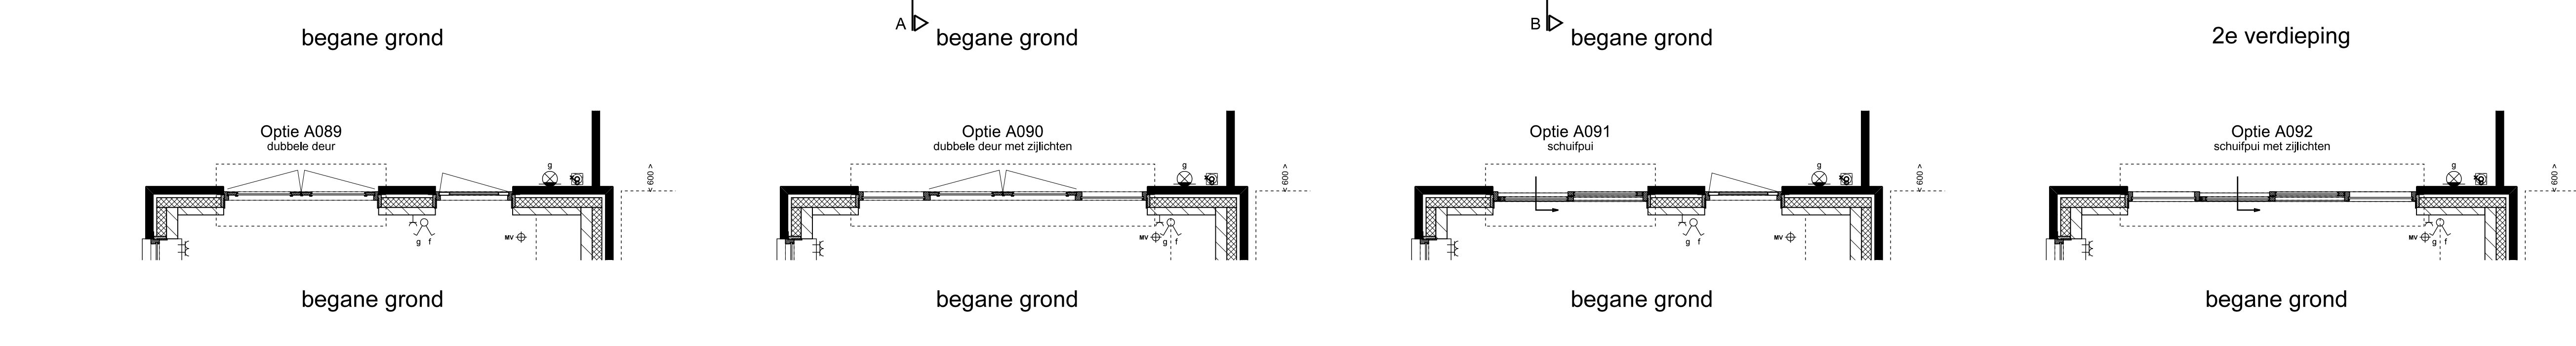 A
B
begane grond
begane grond
begane grond
2e verdieping
Optie A089
dubbele deur
g
< 600 >
MV
g f
begane grond
Optie A090
dubbele deur met zijlichten
g
< 600 >
MV
g f
begane grond
Optie A091
schuifpui
g
< 600 >
g f
MV
begane grond
Optie A092
schuifpui met zijlichten
g
< 600 >
MV
g f
begane grond